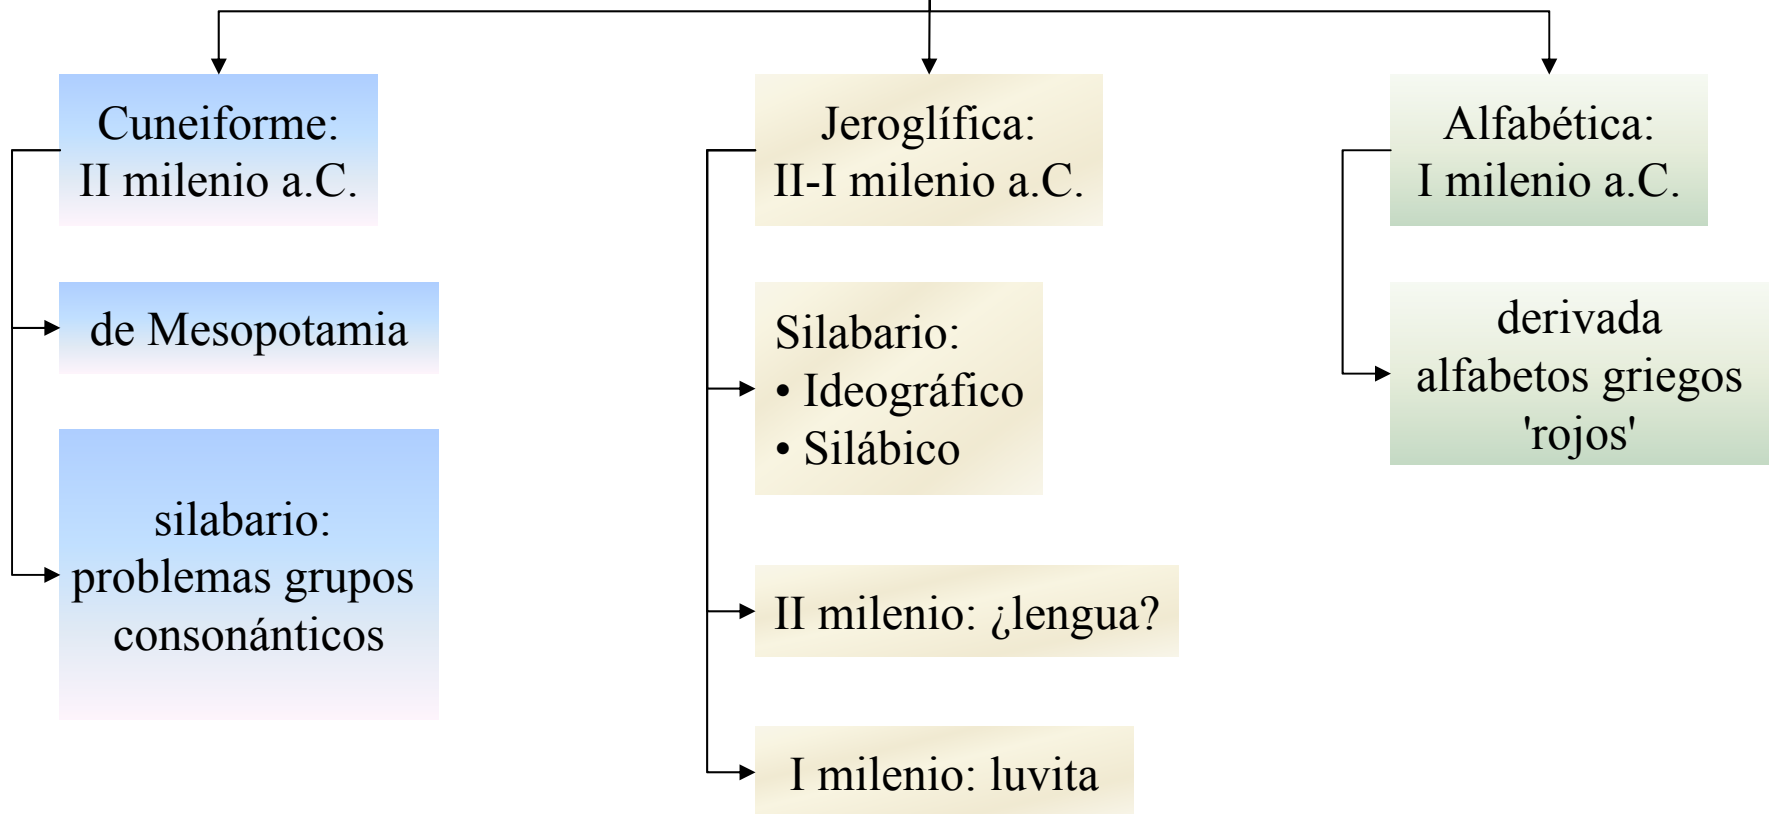 Cuneiforme:
II milenio a.C.
de Mesopotamia
silabario:
problemas grupos
consonánticos
Jeroglífica:
II-I milenio a.C.
Silabario:
• Ideográfico
• Silábico
II milenio: ¿lengua?
I milenio: luvita
Alfabética:
I milenio a.C.
derivada
alfabetos griegos
'rojos'